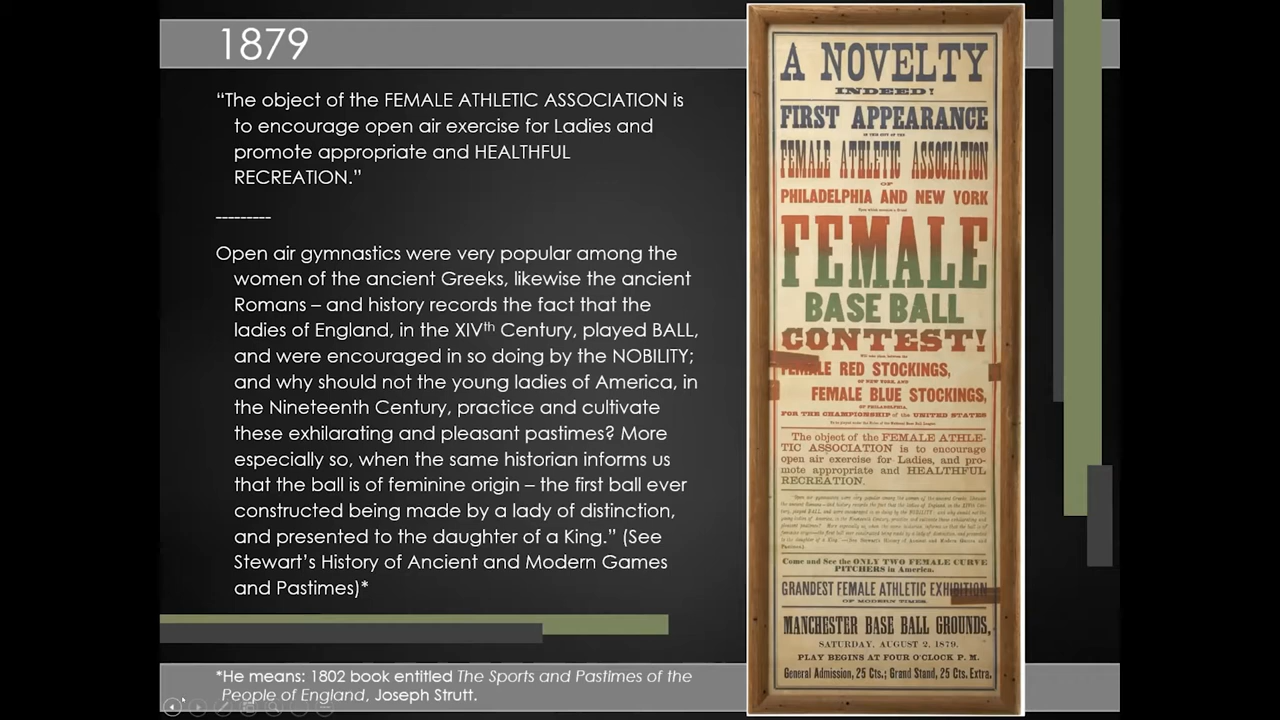 1879
“The object of the FEMALE ATHLETIC ASSOCIATION is
to encourage open air exercise for Ladies and
promote appropriate and HEALTHFUL
RECREATION.”
---------
Open air gymnastics were very popular among the
women of the ancient Greeks, likewise the ancient
Romans – and history records the fact that the
ladies of England, in the XIVth Century, played BALL,
and were encouraged in so doing by the NOBILITY;
and why should not the young ladies of America, in
the Nineteenth Century, practice and cultivate
these exhilarating and pleasant pastimes? More
especially so, when the same historian informs us
that the ball is of feminine origin – the first ball ever
constructed being made by a lady of distinction,
and presented to the daughter of a King.” (See
Stewart’s History of Ancient and Modern Games
and Pastimes)*
*He means: 1802 book entitled The Sports and Pastimes of the
People of England, Joseph Strutt.
A NOVELTY
INDEED!
FIRST APPEARANCE
IN THIS CITY OF THE
FEMALE ATHLETIC ASSOCIATION
OF
PHILADELPHIA AND NEW YORK
FEMALE
BASE BALL
CONTEST!
Will take place between the
FEMALE RED STOCKINGS,
OF NEW YORK, AND
FEMALE BLUE STOCKINGS,
OF PHILADELPHIA,
FOR THE CHAMPIONSHIP of the UNITED STATES
The object of the FEMALE ATHLE-
TIC ASSOCIATION is to encourage
open air exercise for Ladies, and pro-
mote appropriate and HEALTHFUL
RECREATION.
Come and See the ONLY TWO FEMALE CURVE
PITCHERS in America.
GRANDEST FEMALE ATHLETIC EXHIBITION
OF MODERN TIMES.
MANCHESTER BASE BALL GROUNDS,
SATURDAY, AUGUST 2, 1879.
PLAY BEGINS AT FOUR O'CLOCK P. M.
General Admission, 25 Cts.; Grand Stand, 25 Cts. Extra.